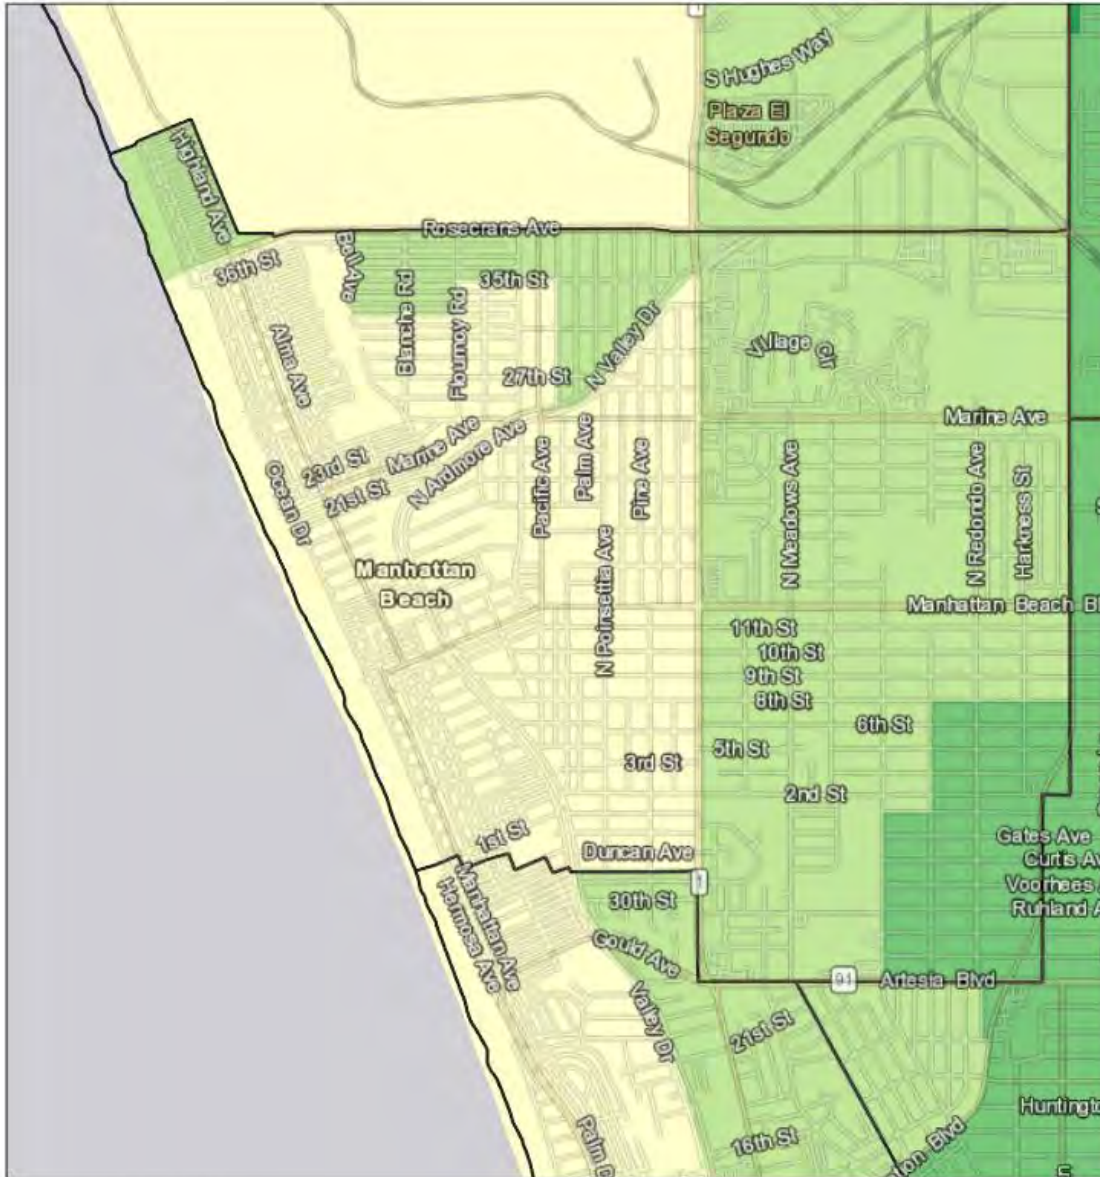 1
S Hughes Way
Plaza El
Segundo
Highland Ave
Rosecrans Ave
36th St
Bell Ave
Blanche Rd
35th St
Flournoy Rd
N Valley Dr
Village Cir
Alma Ave
27th St
Marine Ave
Marine Ave
N Ardmore Ave
23rd St
21st St
Ocean Dr
Pacific Ave
Palm Ave
Pine Ave
N Meadows Ave
N Redondo Ave
Harkness St
Manhattan
Beach
N Poinsettia Ave
Manhattan Beach Bl
11th St
10th St
9th St
8th St
6th St
5th St
3rd St
2nd St
1st St
Duncan Ave
Gates Ave
Curtis Av
Voorhees
Ruhland A
1
30th St
Manhattan Ave
Hermosa Ave
Gould Ave
91
Artesia Blvd
Valley Dr
21st St
Huntingto
16th St
Palm D
tion Blvd